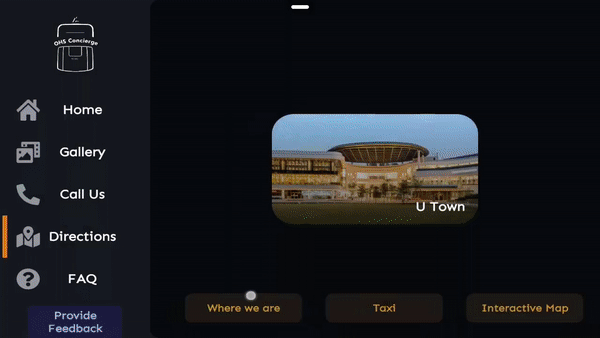 OHS Concierge
Home
Gallery
Call Us
Directions
FAQ
Provide
Feedback
U Town
Where we are
Taxi
Interactive Map